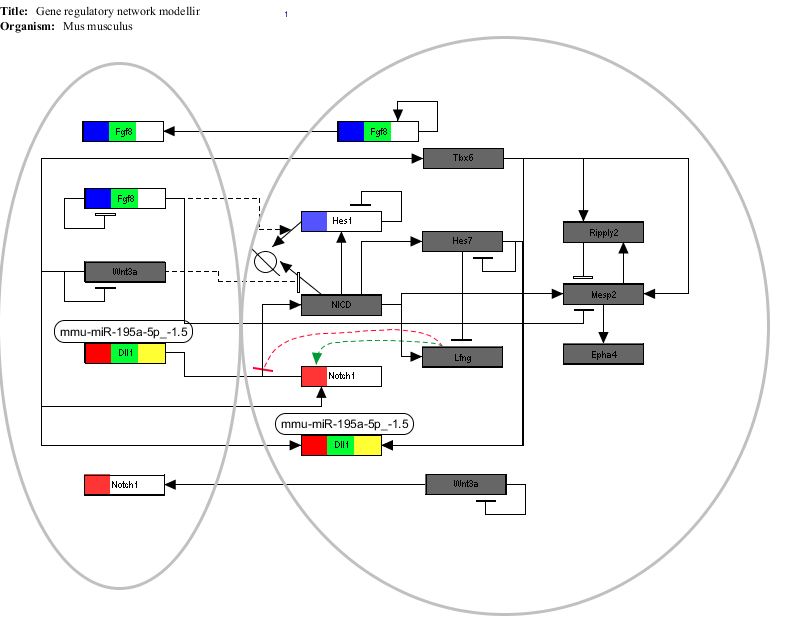 Title: Gene regulatory network modellir
1
Organism: Mus musculus
Fgf8
Fgf8
Tbx6
Fgf8
Hes1
Ripply2
Hes7
Wnt3a
Mesp2
NICD
mmu-miR-195a-5p_-1.5
Dll1
Epha4
Lfng
Notch1
mmu-miR-195a-5p_-1.5
Dll1
Notch1
Wnt3a